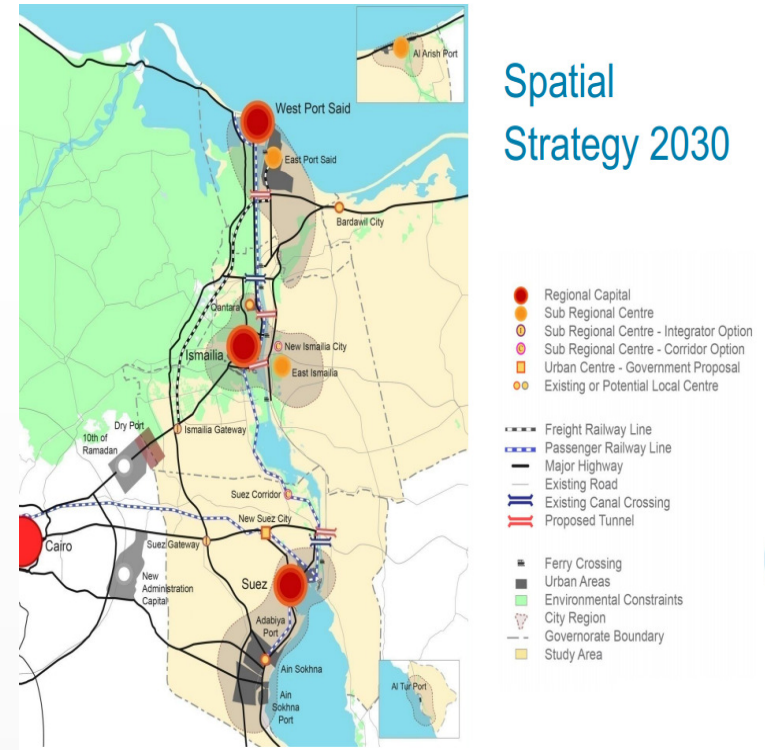 Spatial
Strategy 2030
Al Arish Port
West Port Said
East Port Said
Bardawil City
Qantara
Ismailia
New Ismailia City
East Ismailia
Ismailia Gateway
Dry Port
10th of
Ramadan
Suez Corridor
New Suez City
Cairo
Suez Gateway
New
Administration
Capital
Suez
Adabiya
Port
Ain Sokhna
Ain
Sokhna
Port
Al Tur Port
Regional Capital
Sub Regional Centre
Sub Regional Centre - Integrator Option
Sub Regional Centre - Corridor Option
Urban Centre - Government Proposal
Existing or Potential Local Centre
Freight Railway Line
Passenger Railway Line
Major Highway
Existing Road
Existing Canal Crossing
Proposed Tunnel
Ferry Crossing
Urban Areas
Environmental Constraints
City Region
Governorate Boundary
Study Area